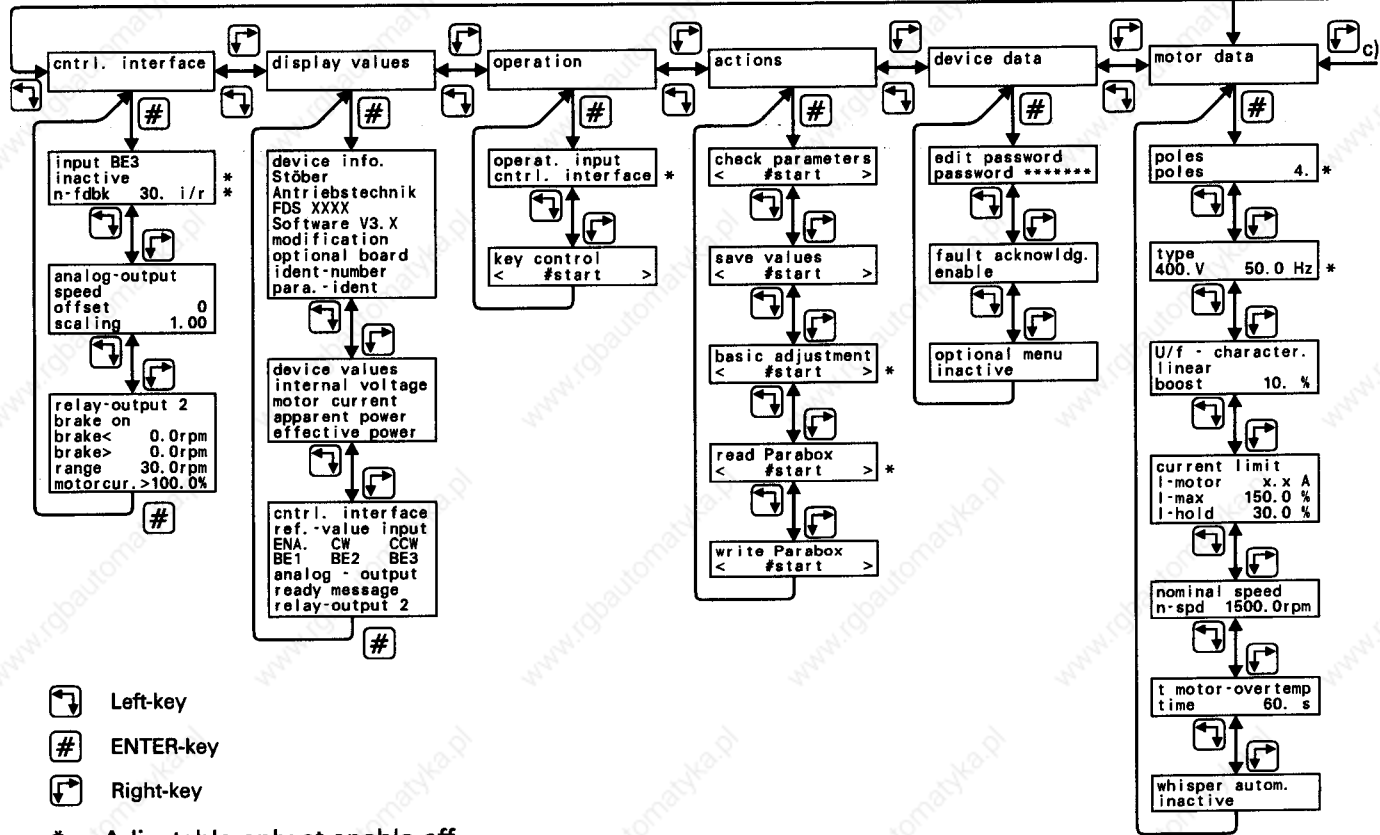 cntrl. interface
#
input BE3
inactive *
n-fdbk 30. i/r *
analog-output
speed
offset 0
scaling 1.00
relay-output 2
brake on
brake< 0.0rpm
brake> 0.0rpm
range 30.0rpm
motorcur.>100.0%
#
display values
#
device info.
Stöber
Antriebstechnik
FDS XXXX
Software V3.X
modification
optional board
ident-number
para.-ident
device values
internal voltage
motor current
apparent power
effective power
cntrl. interface
ref.-value input
ENA. CW CCW
BE1 BE2 BE3
analog - output
ready message
relay-output 2
#
operation
#
operat. input
cntrl. interface *
key control
< #start >
actions
#
check parameters
< #start >
save values
< #start >
basic adjustment
< #start > *
read Parabox
< #start > *
write Parabox
< #start >
device data
#
edit password
password *******
fault acknowldg.
enable
optional menu
inactive
motor data
c)
#
poles
poles 4. *
type
400.V 50.0 Hz *
U/f - character.
linear
boost 10. %
current limit
I-motor x.x A
I-max 150.0 %
I-hold 30.0 %
nominal speed
n-spd 1500.0rpm
t motor-overtemp
time 60. s
whisper autom.
inactive
Left-key
# ENTER-key
Right-key
www.rgbautomatyka.pl